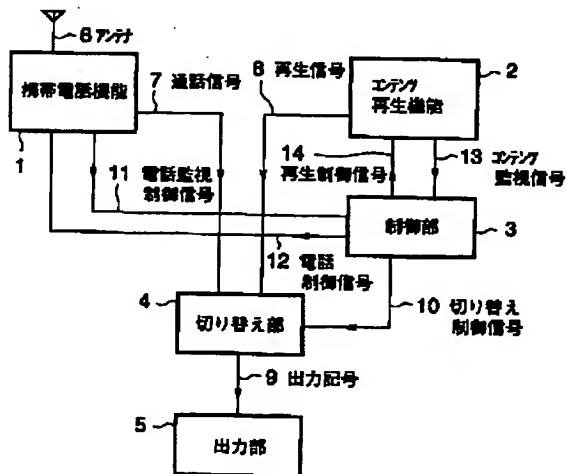 6 アンテナ
携帯電話機能
1
7 通話信号
8 再生信号
コンテンツ
再生機能
2
11 電話監視
制御信号
14
再生制御信号
13 コンテンツ
監視信号
制御部
3
12 電話
制御信号
4
切り替え部
10 切り替え
制御信号
9 出力記号
5
出力部